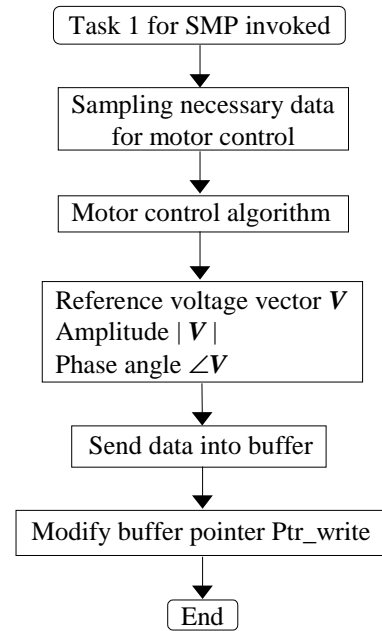 Task 1 for SMP invoked
Sampling necessary data
for motor control
Motor control algorithm
Reference voltage vector V
Amplitude | V |
Phase angle ∠V
Send data into buffer
Modify buffer pointer Ptr_write
End